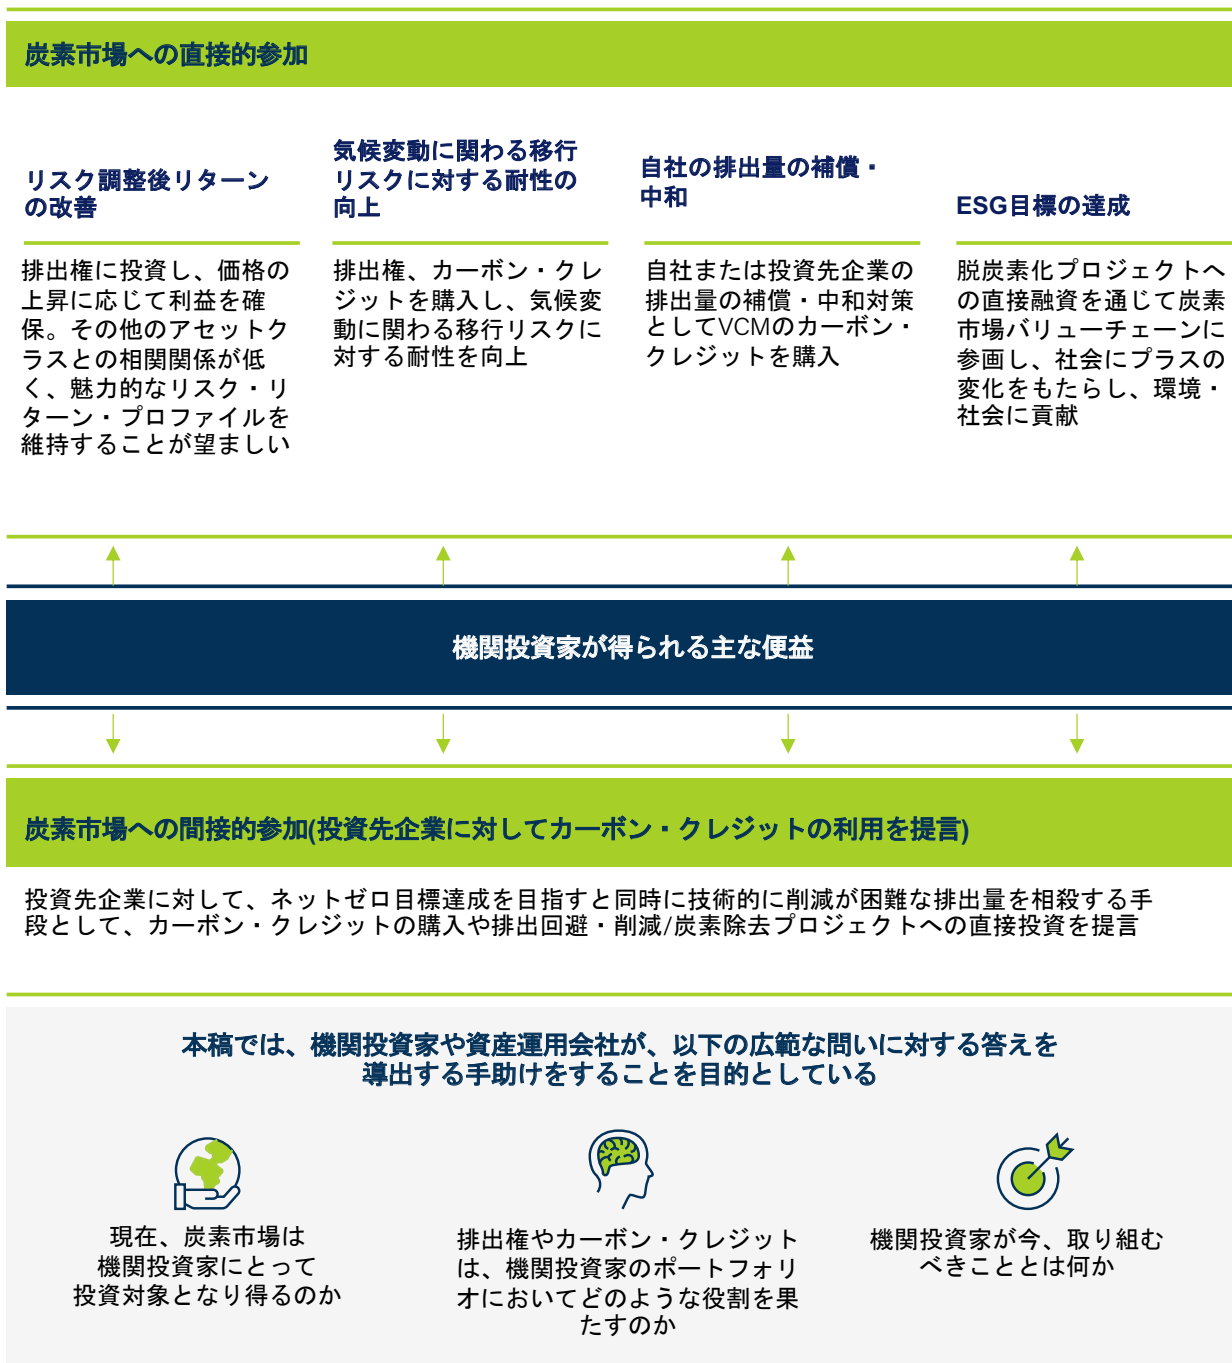 炭素市場への直接的参加
リスク調整後リターン
の改善
排出権に投資し、価格の
上昇に応じて利益を確
保。その他のアセットク
ラスとの相関関係が低
く、魅力的なリスク・リ
ターン・プロファイルを
維持することが望ましい
気候変動に関わる移行
リスクに対する耐性の
向上
排出権、カーボン・クレ
ジットを購入し、気候変
動に関わる移行リスクに
対する耐性を向上
自社の排出量の補償・
中和
自社または投資先企業の
排出量の補償・中和対策
としてVCMのカーボン・
クレジットを購入
ESG目標の達成
脱炭素化プロジェクトへ
の直接融資を通じて炭素
市場バリューチェーンに
参画し、社会にプラスの
変化をもたらし、環境・
社会に貢献
機関投資家が得られる主な便益
炭素市場への間接的参加(投資先企業に対してカーボン・クレジットの利用を提言)
投資先企業に対して、ネットゼロ目標達成を目指すと同時に技術的に削減が困難な排出量を相殺する手
段として、カーボン・クレジットの購入や排出回避・削減/炭素除去プロジェクトへの直接投資を提言
本稿では、機関投資家や資産運用会社が、以下の広範な問いに対する答えを
導出する手助けをすることを目的としている
現在、炭素市場は
機関投資家にとって
投資対象となり得るのか
排出権やカーボン・クレジット
は、機関投資家のポートフォリ
オにおいてどのような役割を果
たすのか
機関投資家が今、取り組む
べきこととは何か